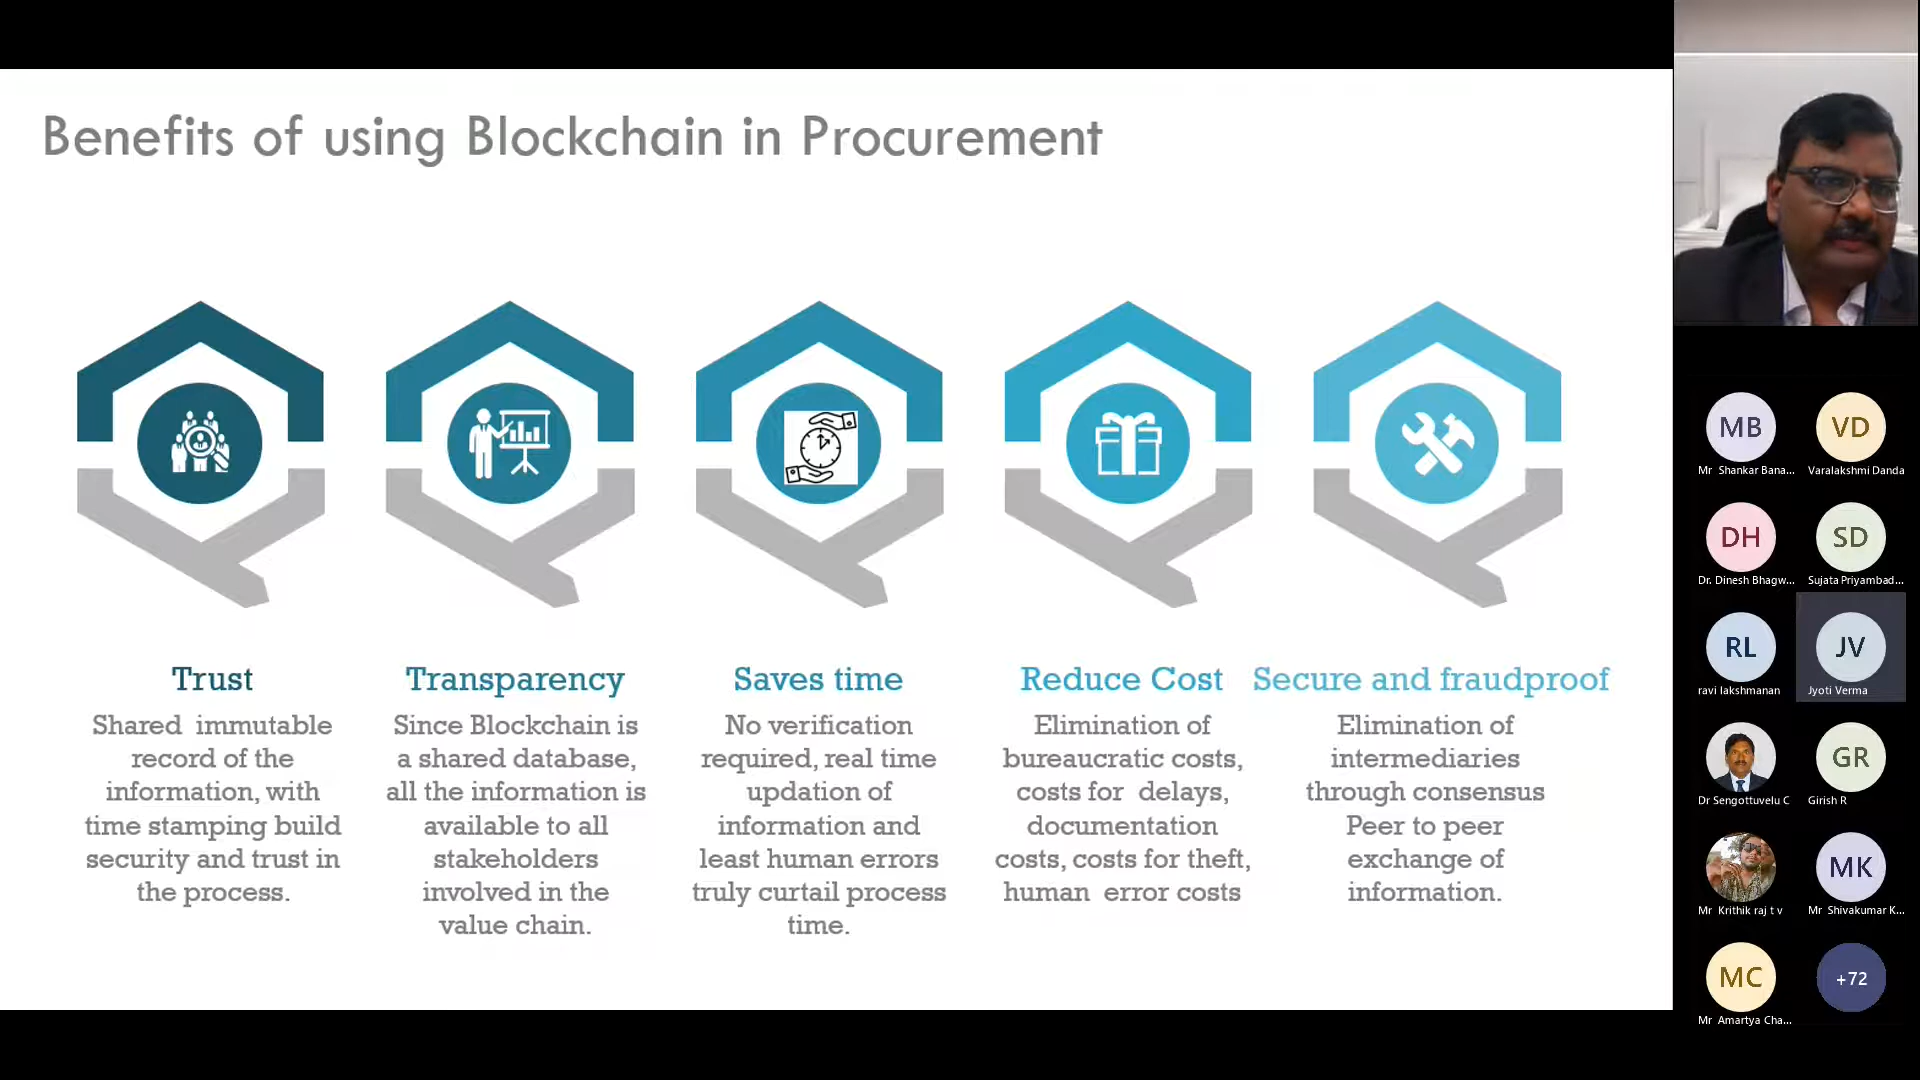 Benefits of using Blockchain in Procurement
Trust
Shared immutable
record of the
information, with
time stamping build
security and trust in
the process.
Transparency
Since Blockchain is
a shared database,
all the information is
available to all
stakeholders
involved in the
value chain.
Saves time
No verification
required, real time
updation of
information and
least human errors
truly curtail process
time.
Reduce Cost
Elimination of
bureaucratic costs,
costs for delays,
documentation
costs, costs for theft,
human error costs
Secure and fraudproof
Elimination of
intermediaries
through consensus
Peer to peer
exchange of
information.
MB
Mr Shankar Bana...
VD
Varalakshmi Danda
DH
Dr. Dinesh Bhagw...
SD
Sujata Priyambad...
RL
ravi lakshmanan
JV
Jyoti Verma
Dr Sengottuvelu C
GR
Girish R
Mr Krithik raj t v
MK
Mr Shivakumar K...
MC
Mr Amartya Cha...
+72